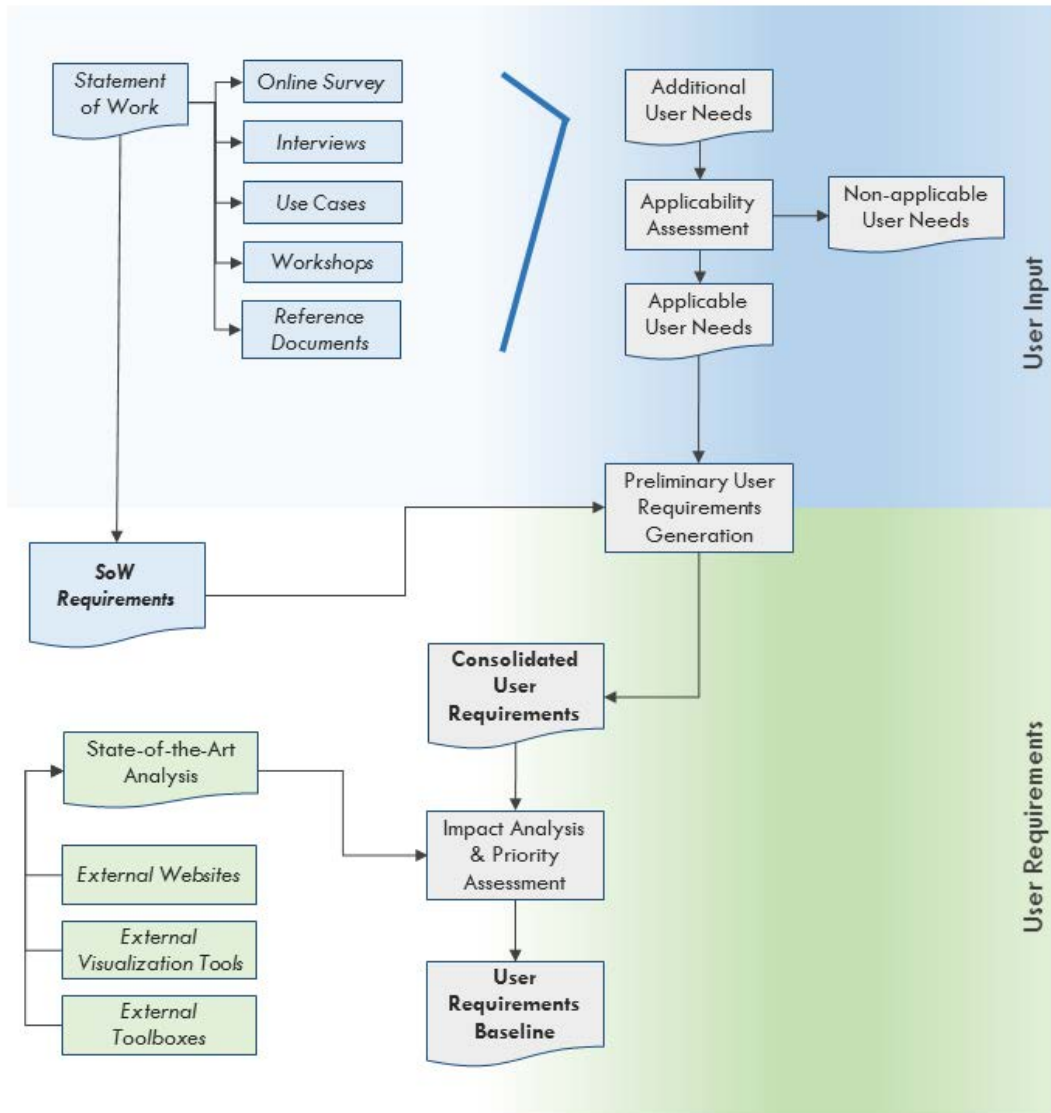 Statement
of Work
Online Survey
Interviews
Use Cases
Workshops
Reference
Documents
Additional
User Needs
Applicability
Assessment
Non-applicable
User Needs
Applicable
User Needs
User Input
Preliminary User
Requirements
Generation
SoW
Requirements
Consolidated
User
Requirements
State-of-the-Art
Analysis
External Websites
External
Visualization Tools
External
Toolboxes
Impact Analysis
& Priority
Assessment
User
Requirements
Baseline
User Requirements